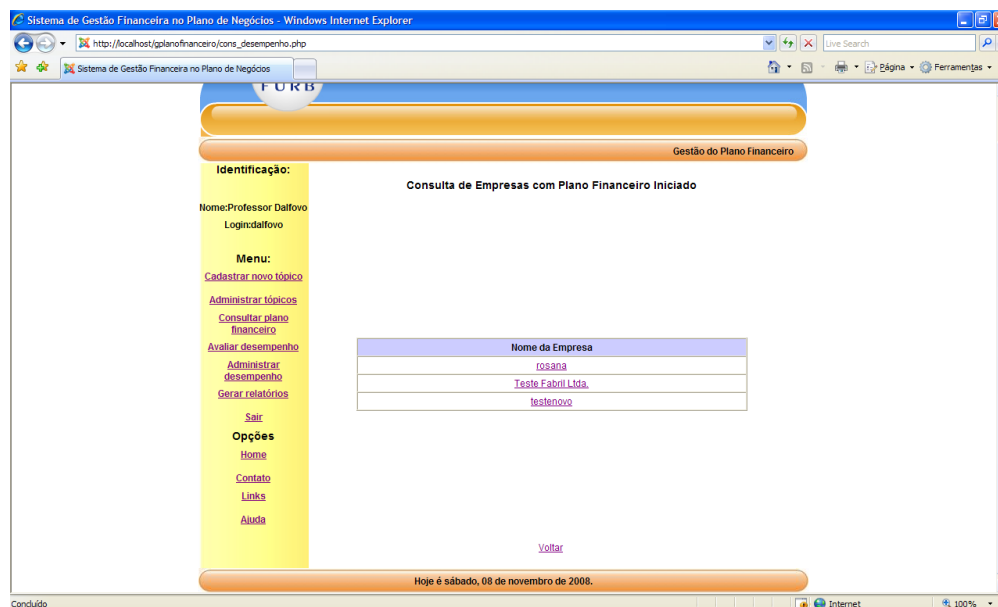 Sistema de Gestão Financeira no Plano de Negócios - Windows Internet Explorer
http://localhost/gplanofinanceiro/cons_desempenho.php
Live Search
Sistema de Gestão Financeira no Plano de Negócios
Página
Ferramentas
FURB
Gestão do Plano Financeiro
Identificação:
Consulta de Empresas com Plano Financeiro Iniciado
Nome:Professor Dalfovo
Login:dalfovo
Menu:
Cadastrar novo tópico
Administrar tópicos
Consultar plano
financeiro
Avaliar desempenho
Administrar
desempenho
Gerar relatórios
Sair
Opções
Home
Contato
Links
Ajuda
Nome da Empresa
rosana
Teste Fabril Ltda.
testenovo
Voltar
Hoje é sábado, 08 de novembro de 2008.
Concluído
Internet
100%